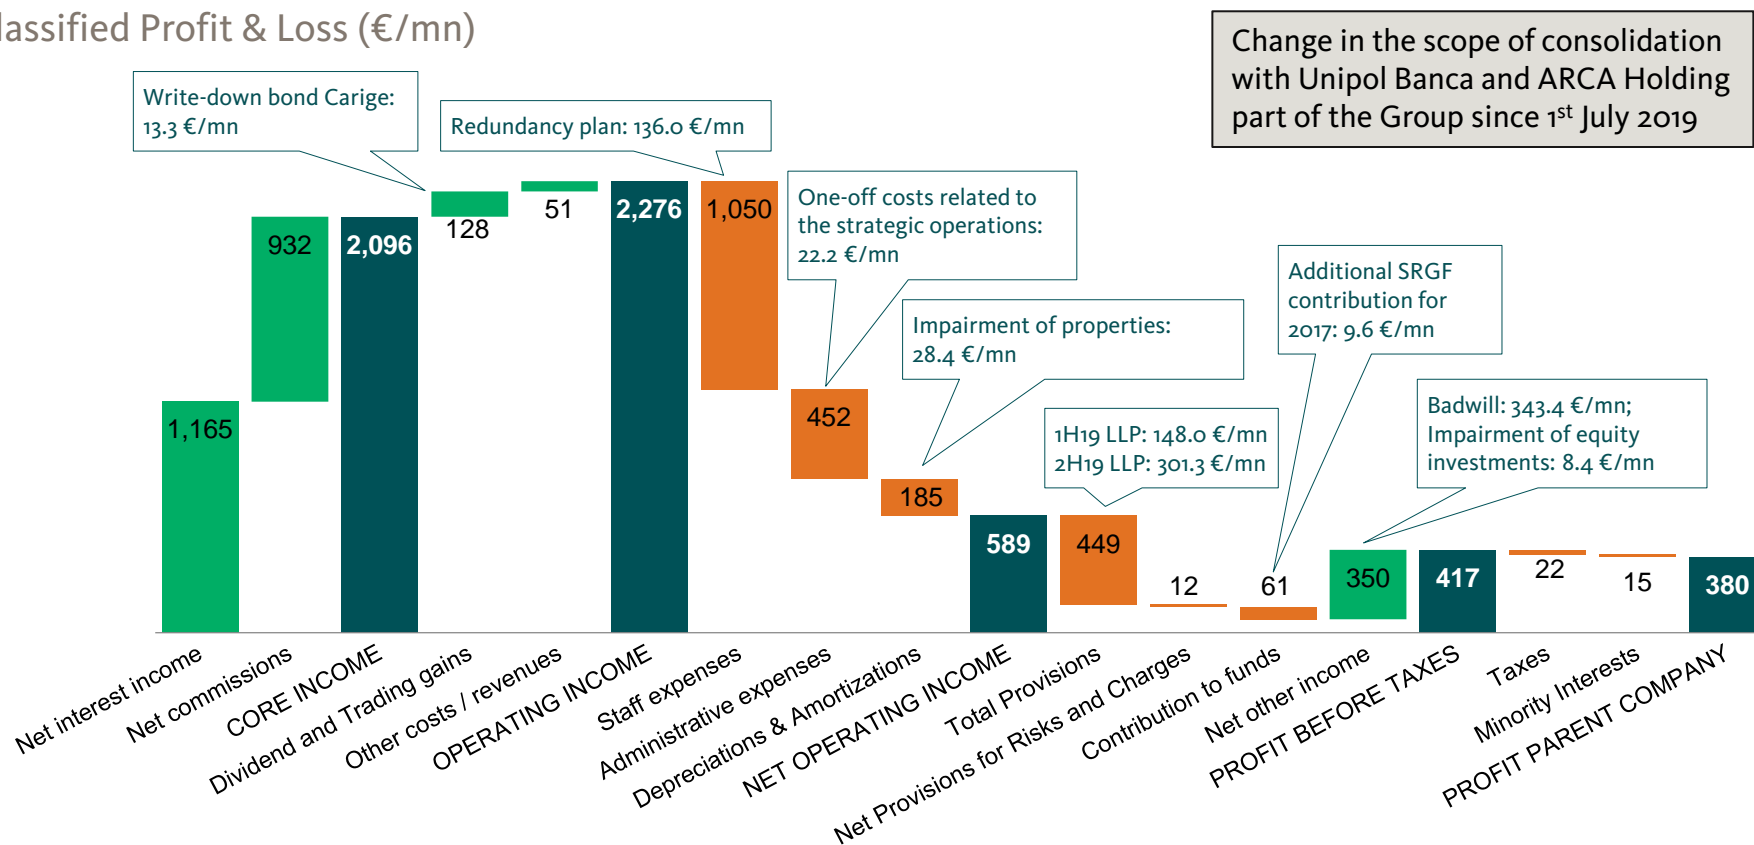 lassified Profit & Loss (€/mn)
Change in the scope of consolidation
with Unipol Banca and ARCA Holding
part of the Group since 1st July 2019
Write-down bond Carige:
13.3 €/mn
Redundancy plan: 136.0 €/mn
One-off costs related to
the strategic operations:
22.2 €/mn
Impairment of properties:
28.4 €/mn
1H19 LLP: 148.0 €/mn
2H19 LLP: 301.3 €/mn
Additional SRGF
contribution for
2017: 9.6 €/mn
Badwill: 343.4 €/mn;
Impairment of equity
investments: 8.4 €/mn
1,165
932
2,096
128
51
2,276
1,050
452
185
589
449
12
61
350
417
22
15
380
Net interest income
Net commissions
CORE INCOME
Dividend and Trading gains
Other costs / revenues
OPERATING INCOME
Staff expenses
Administrative expenses
Depreciations & Amortizations
NET OPERATING INCOME
Total Provisions
Net Provisions for Risks and Charges
Contribution to funds
Net other income
PROFIT BEFORE TAXES
Taxes
Minority Interests
PROFIT PARENT COMPANY